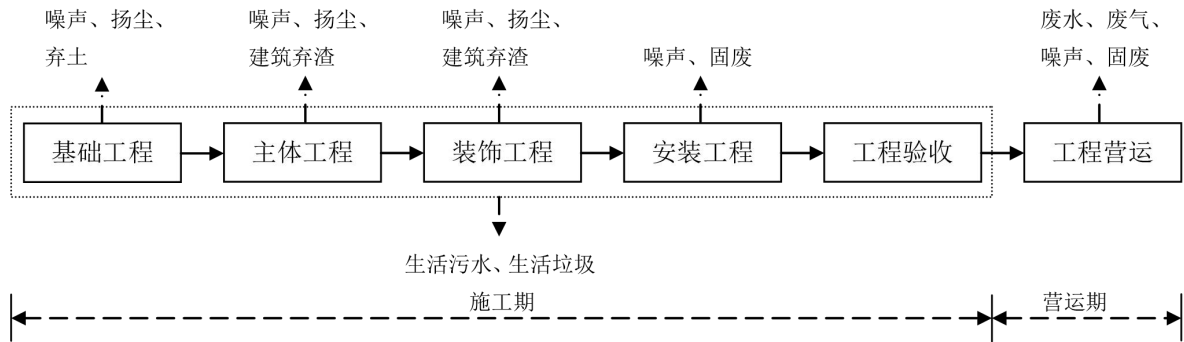 噪声、扬尘、
弃土
噪声、扬尘、
建筑弃渣
噪声、扬尘、
建筑弃渣
噪声、固废
废水、废气、
噪声、固废
基础工程
主体工程
装饰工程
安装工程
工程验收
工程营运
生活污水、生活垃圾
施工期
营运期